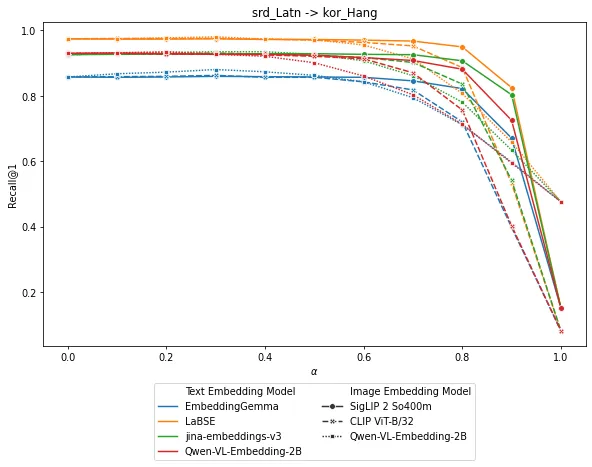 srd_Latn -> kor_Hang
Recall@1
1.0
0.8
0.6
0.4
0.2
0.0 0.2 0.4 0.6 0.8 1.0
α
Text Embedding Model
EmbeddingGemma
LaBSE
jina-embeddings-v3
Qwen-VL-Embedding-2B
Image Embedding Model
SigLIP 2 So400m
CLIP ViT-B/32
Qwen-VL-Embedding-2B